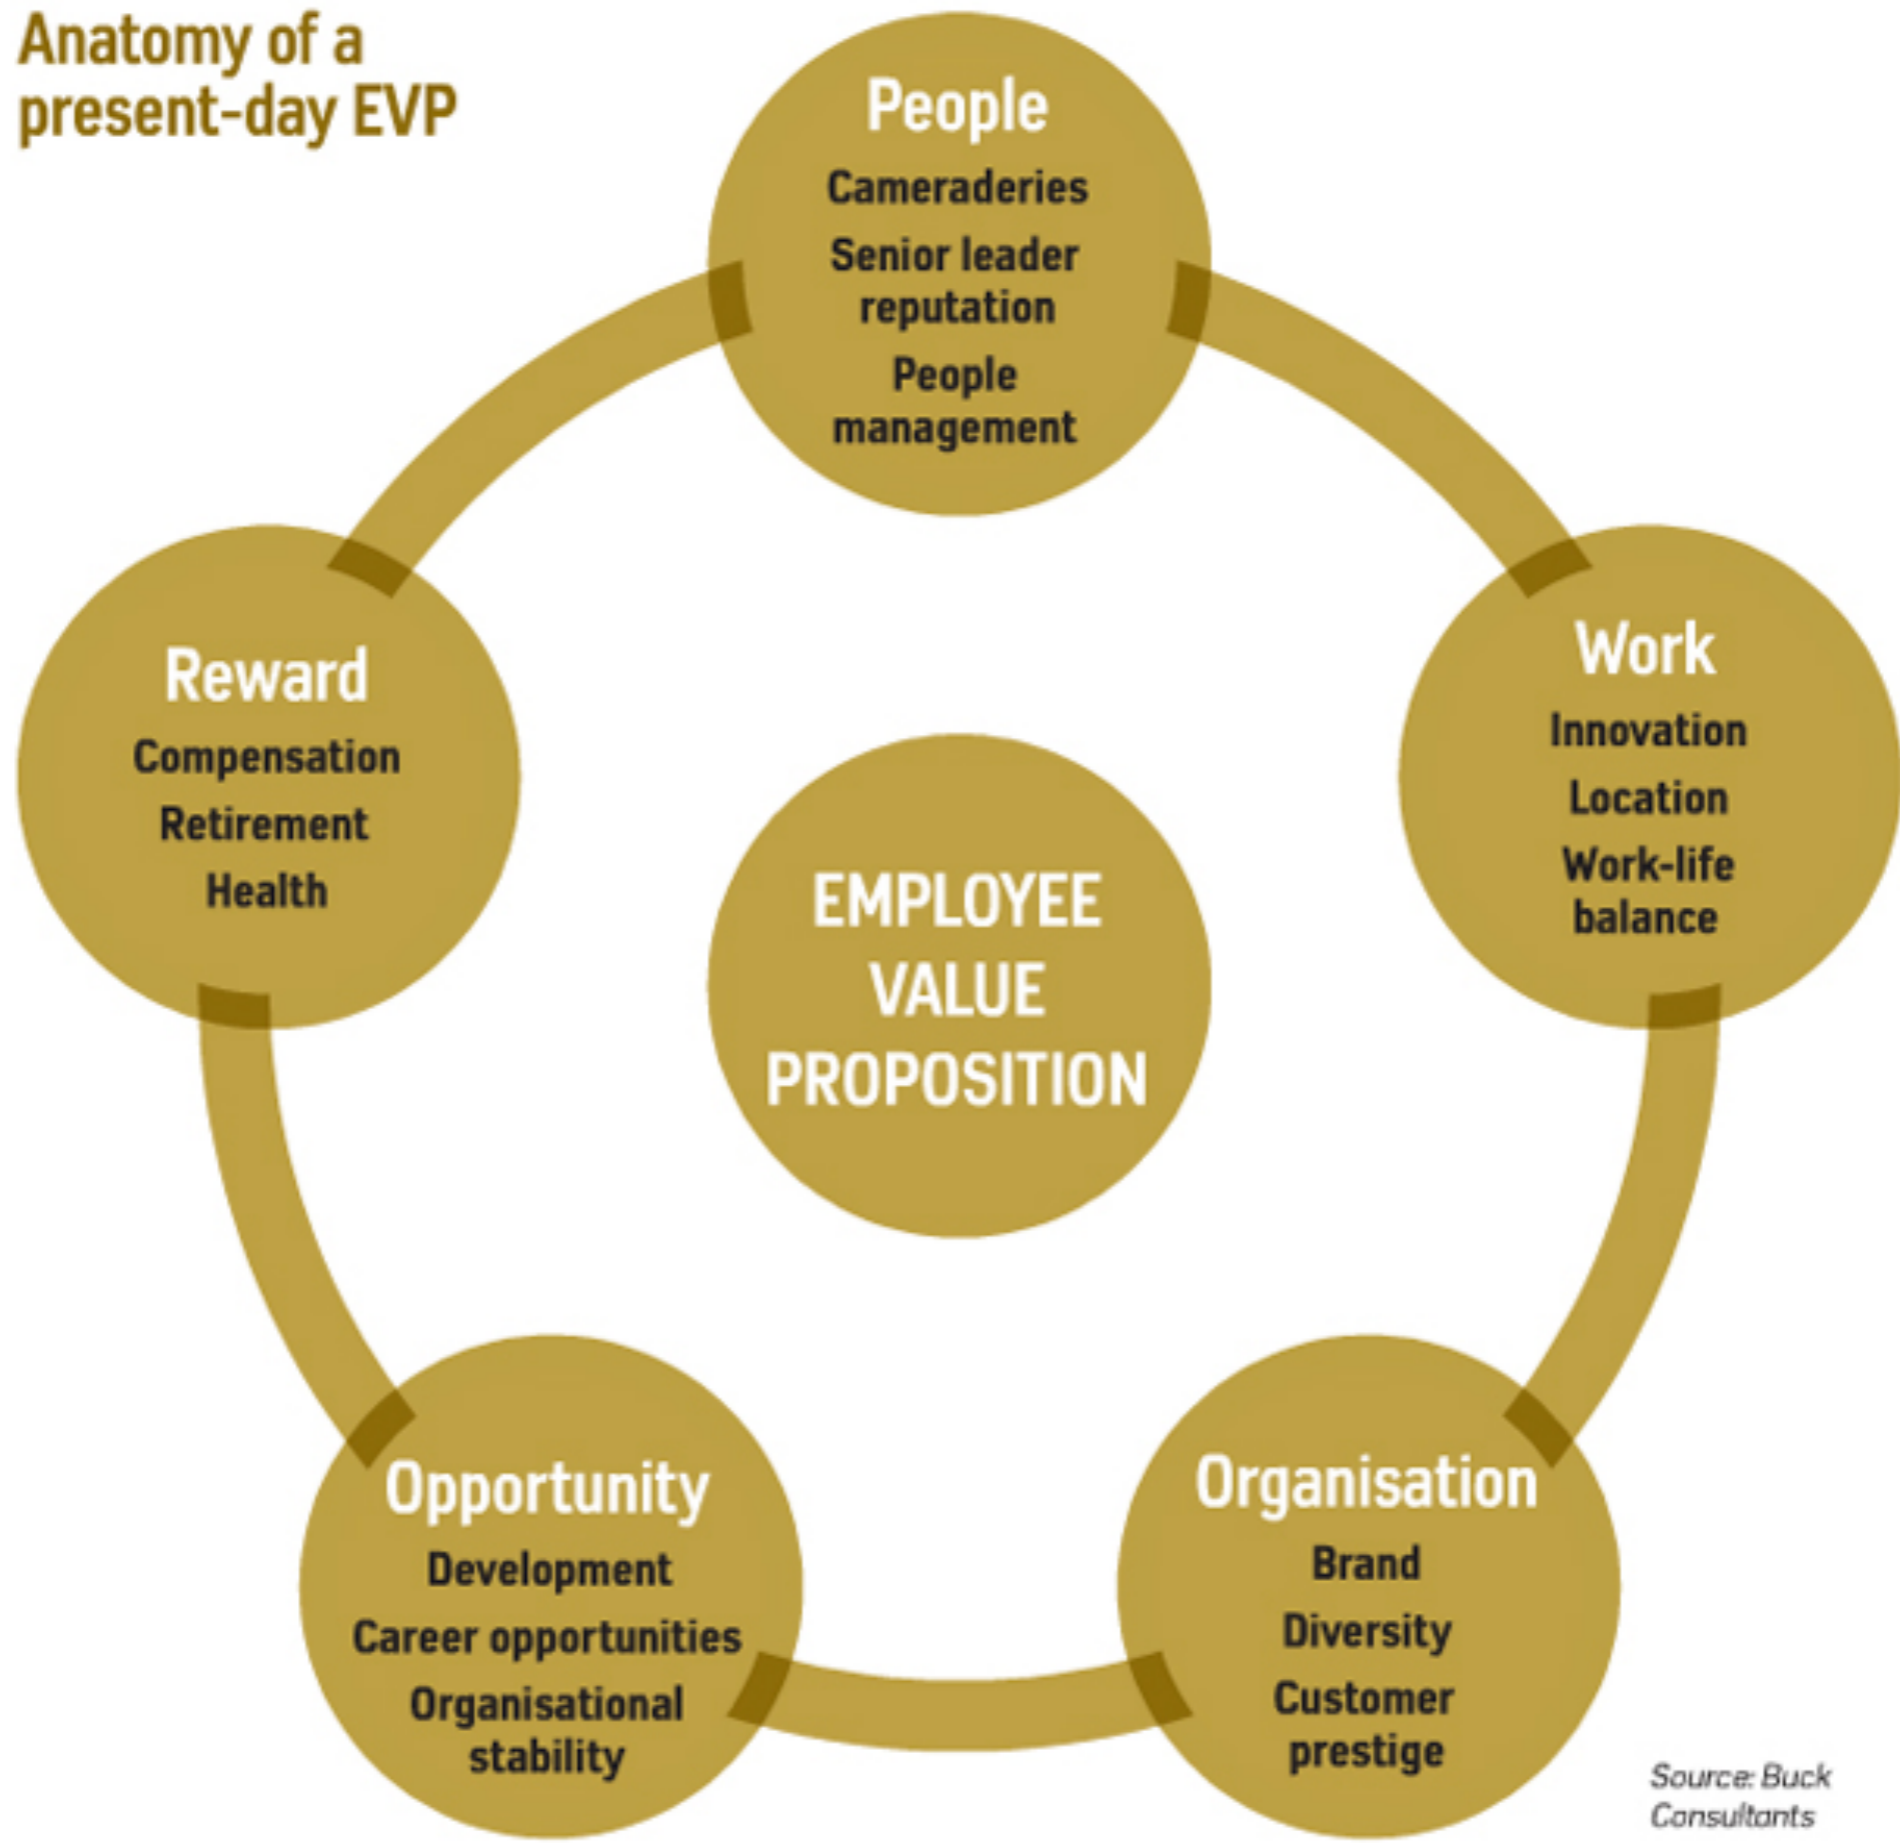 Anatomy of a
present-day EVP
People
Cameraderies
Senior leader
reputation
People
management
Reward
Compensation
Retirement
Health
Work
Innovation
Location
Work-life
balance
EMPLOYEE
VALUE
PROPOSITION
Opportunity
Development
Career opportunities
Organisational
stability
Organisation
Brand
Diversity
Customer
prestige
Source: Buck
Consultants